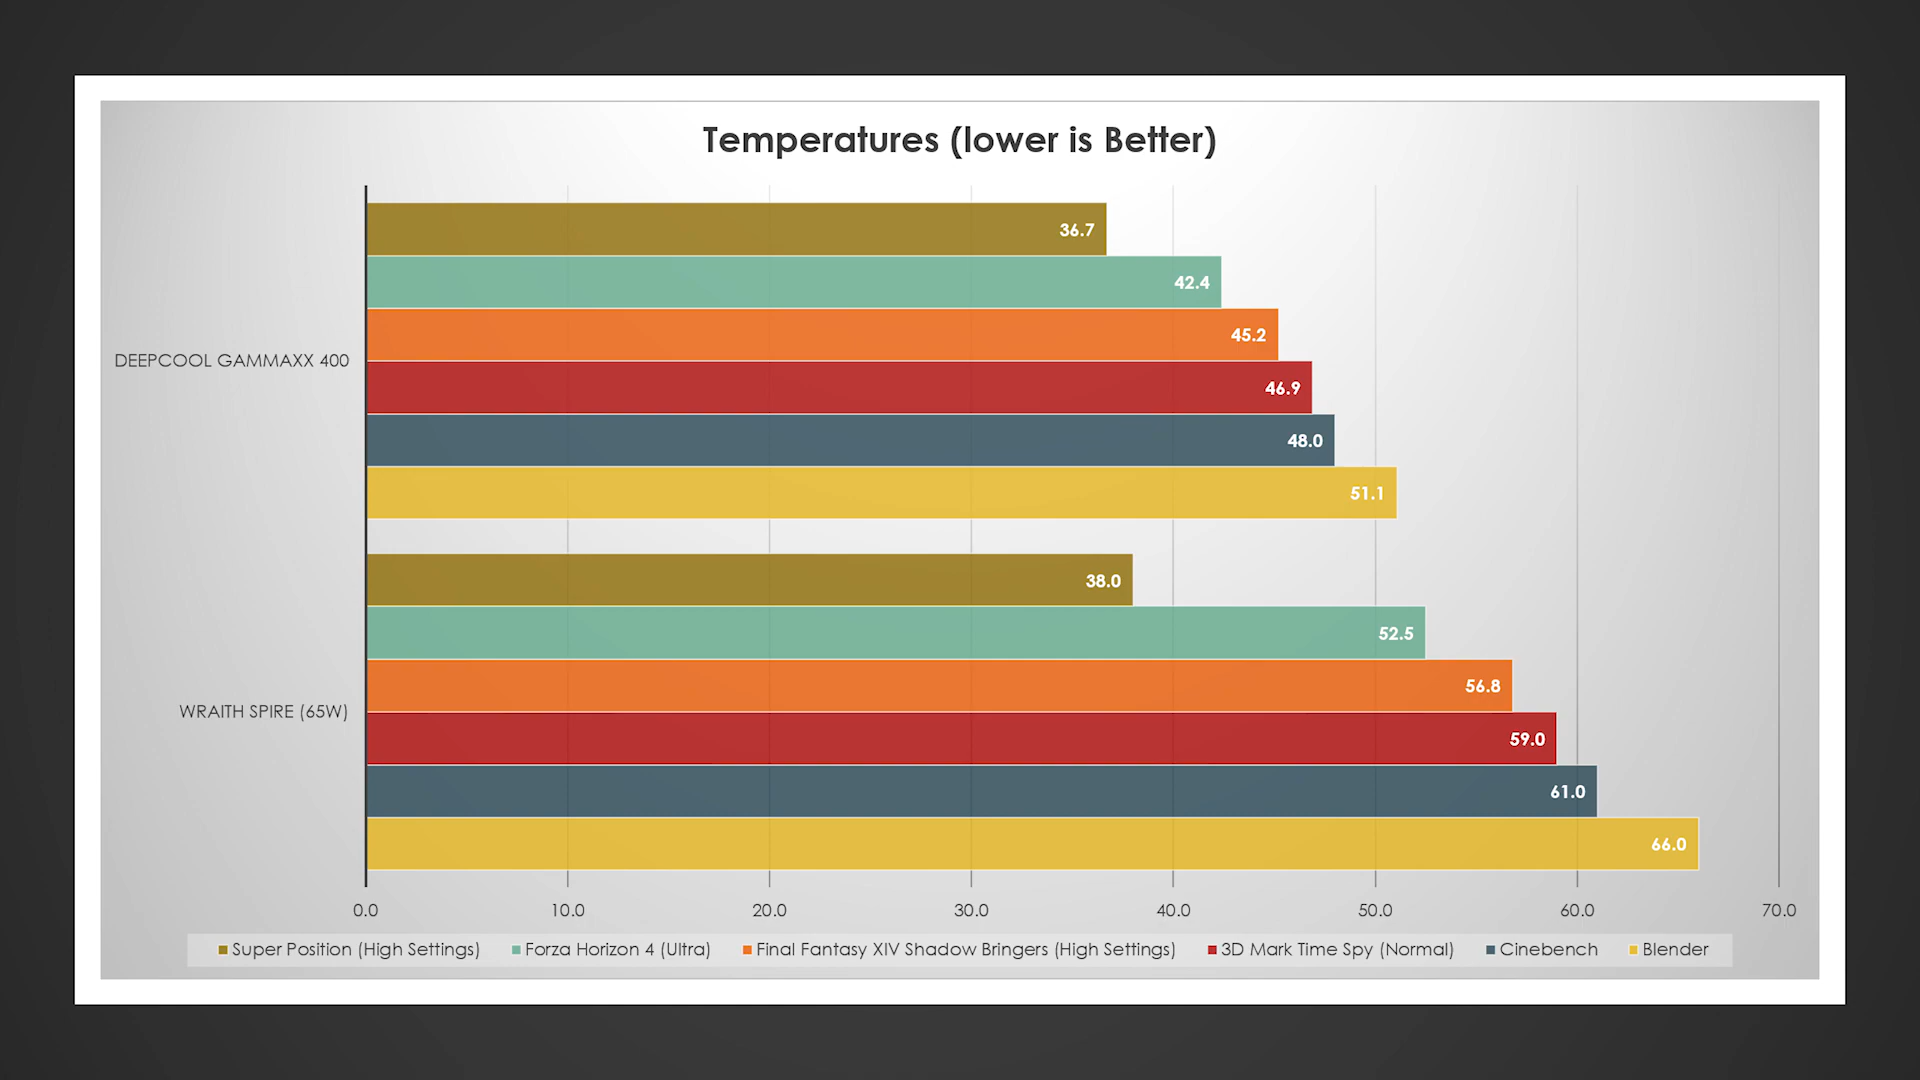 Temperatures (lower is Better)
36.7
42.4
45.2
DEEPCOOL GAMMAXX 400
46.9
48.0
51.1
38.0
52.5
56.8
WRAITH SPIRE (65W)
59.0
61.0
66.0
0.0 10.0 20.0 30.0 40.0 50.0 60.0 70.0
Super Position (High Settings) Forza Horizon 4 (Ultra) Final Fantasy XIV Shadow Bringers (High Settings) 3D Mark Time Spy (Normal) Cinebench Blender